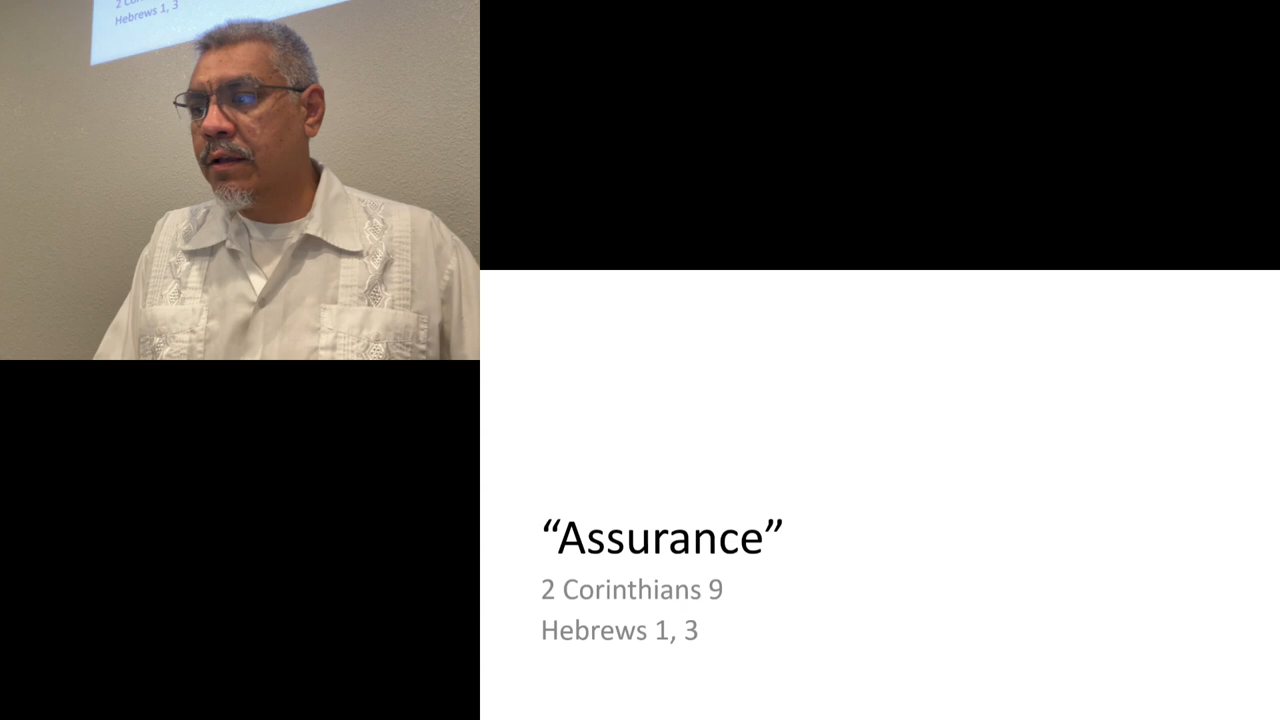 Hebrews 1, 3
“Assurance”
2 Corinthians 9
Hebrews 1, 3